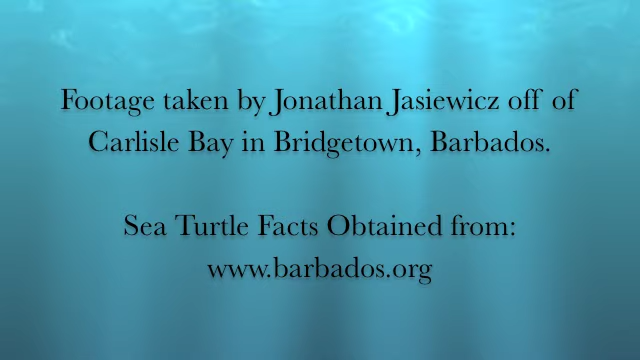 Footage taken by Jonathan Jasiewicz off of
Carlisle Bay in Bridgetown, Barbados.
Sea Turtle Facts Obtained from:
www.barbados.org